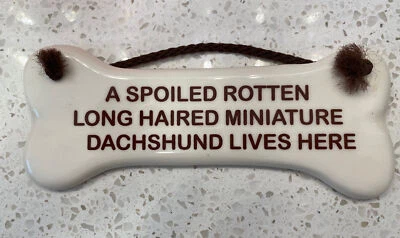 A SPOILED ROTTEN
LONG HAIRED MINIATURE
DACHSHUND LIVES HERE